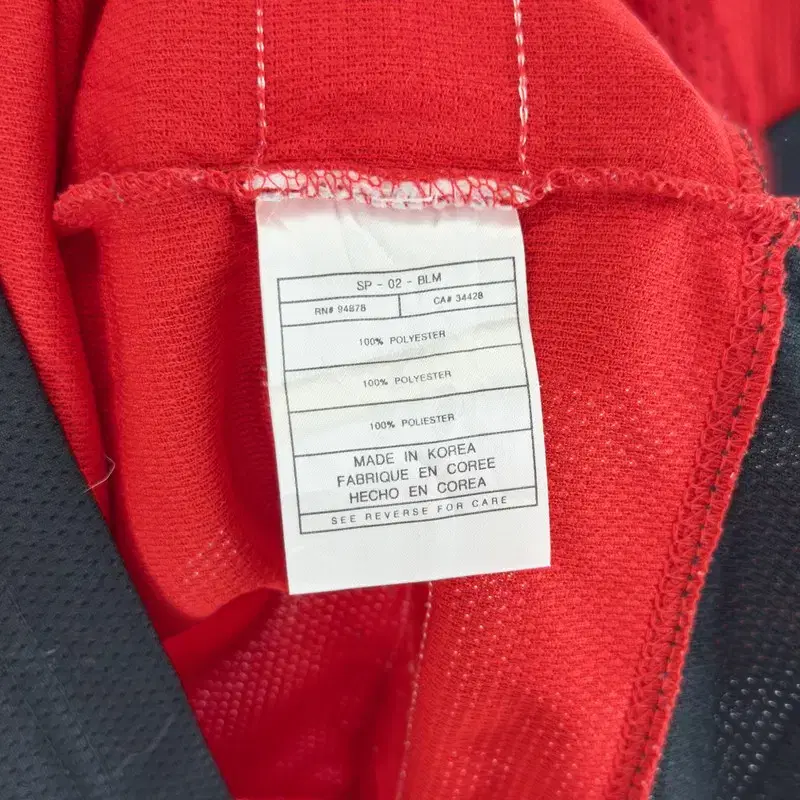 SP - 02 - BLM
RN# 94878 CA# 34428
100% POLYESTER
100% POLYESTER
100% POLIESTER
MADE IN KOREA
FABRIQUE EN COREE
HECHO EN COREA
SEE REVERSE FOR CARE